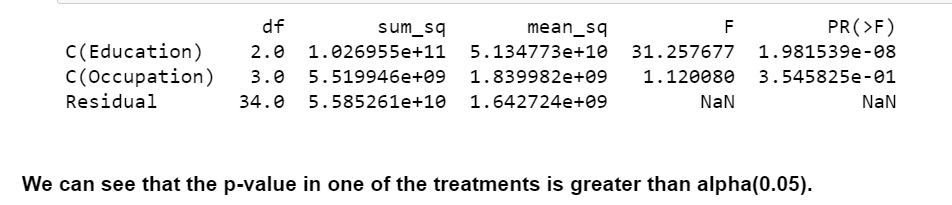 df sum_sq mean_sq F PR(>F)
C(Education) 2.0 1.026955e+11 5.134773e+10 31.257677 1.981539e-08
C(Occupation) 3.0 5.519946e+09 1.839982e+09 1.120080 3.545825e-01
Residual 34.0 5.585261e+10 1.642724e+09 NaN NaN
We can see that the p-value in one of the treatments is greater than alpha(0.05).